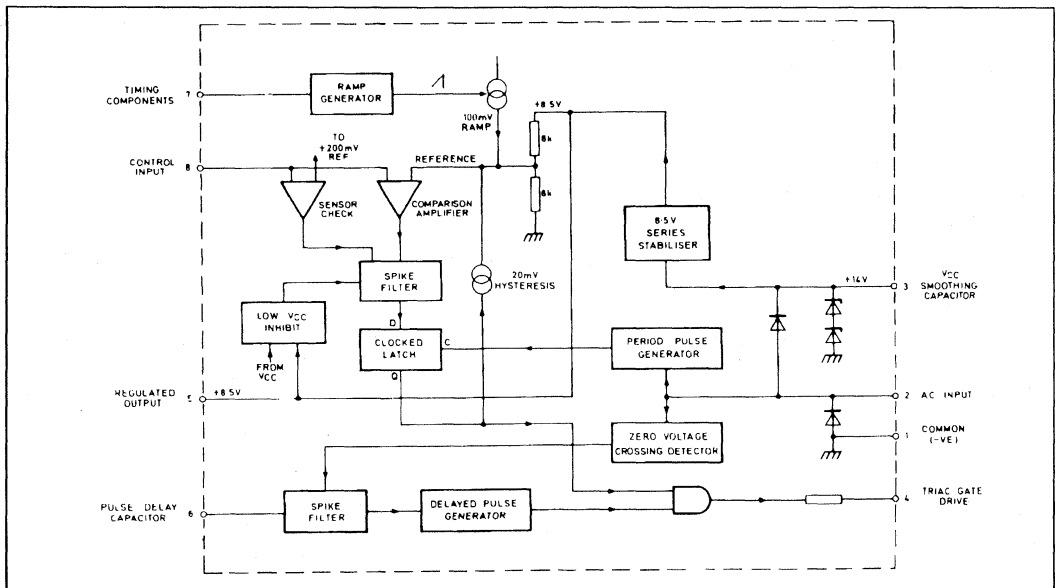 TIMING
COMPONENTS
7
RAMP
GENERATOR
100mV
RAMP
+8.5V
6k
6k
CONTROL
INPUT
8
TO
+200mV
REF
REFERENCE
SENSOR
CHECK
COMPARISON
AMPLIFIER
8·5V
SERIES
STABILISER
SPIKE
FILTER
20mV
HYSTERESIS
+14V
3
VCC
SMOOTHING
CAPACITOR
LOW VCC
INHIBIT
FROM
VCC
D
CLOCKED
LATCH
C
Q
PERIOD PULSE
GENERATOR
REGULATED
OUTPUT
5
+8.5V
2
AC INPUT
1
COMMON
(-VE)
ZERO VOLTAGE
CROSSING DETECTOR
PULSE DELAY
CAPACITOR
6
SPIKE
FILTER
DELAYED PULSE
GENERATOR
4
TRIAC GATE
DRIVE